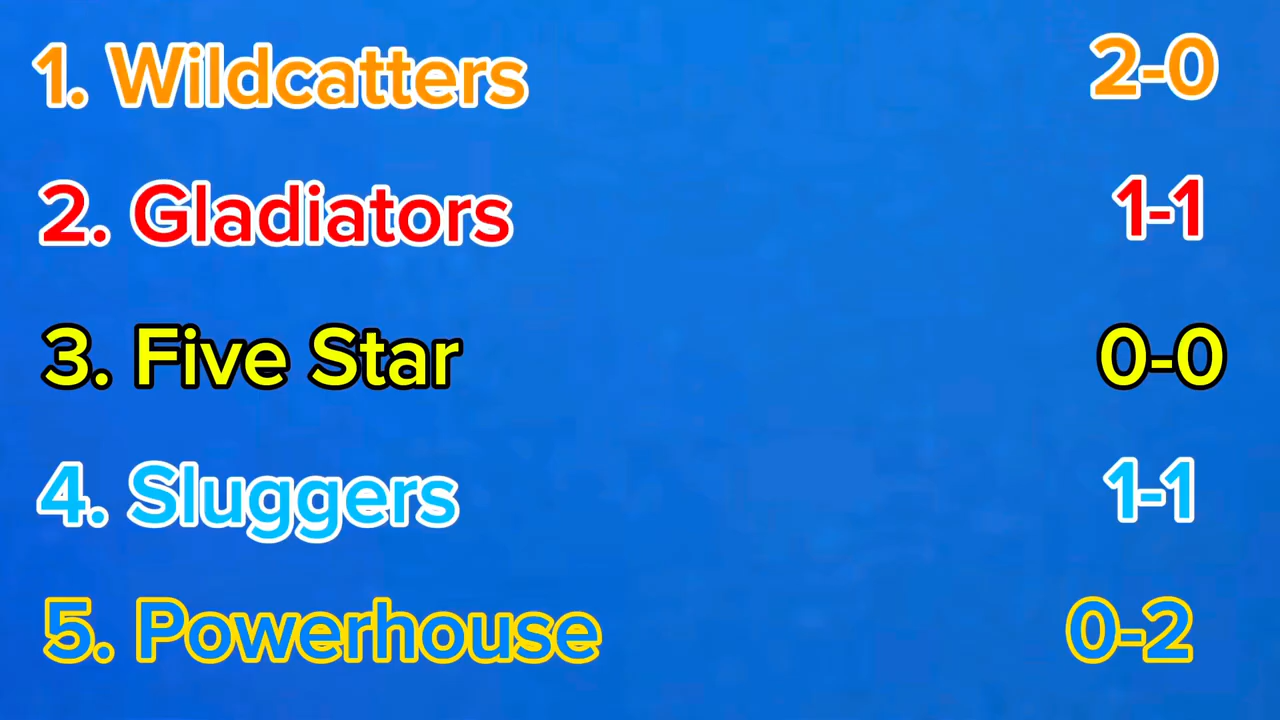 1. Wildcatters 2-0
2. Gladiators 1-1
3. Five Star 0-0
4. Sluggers 1-1
5. Powerhouse 0-2